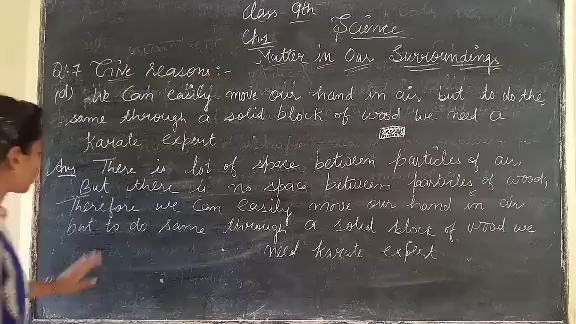 Class 9th
Science
Ch:1
Matter in Our Surroundings
Q:7 Give reasons:-
(d) We can easily move our hand in air, but to do the
same through a solid block of wood we need a
Karate expert
Ans There is lot of space between particles of air,
But there is no space between particles of wood,
Therefore we can easily move our hand in air
but to do same through a solid block of wood we
need karate expert